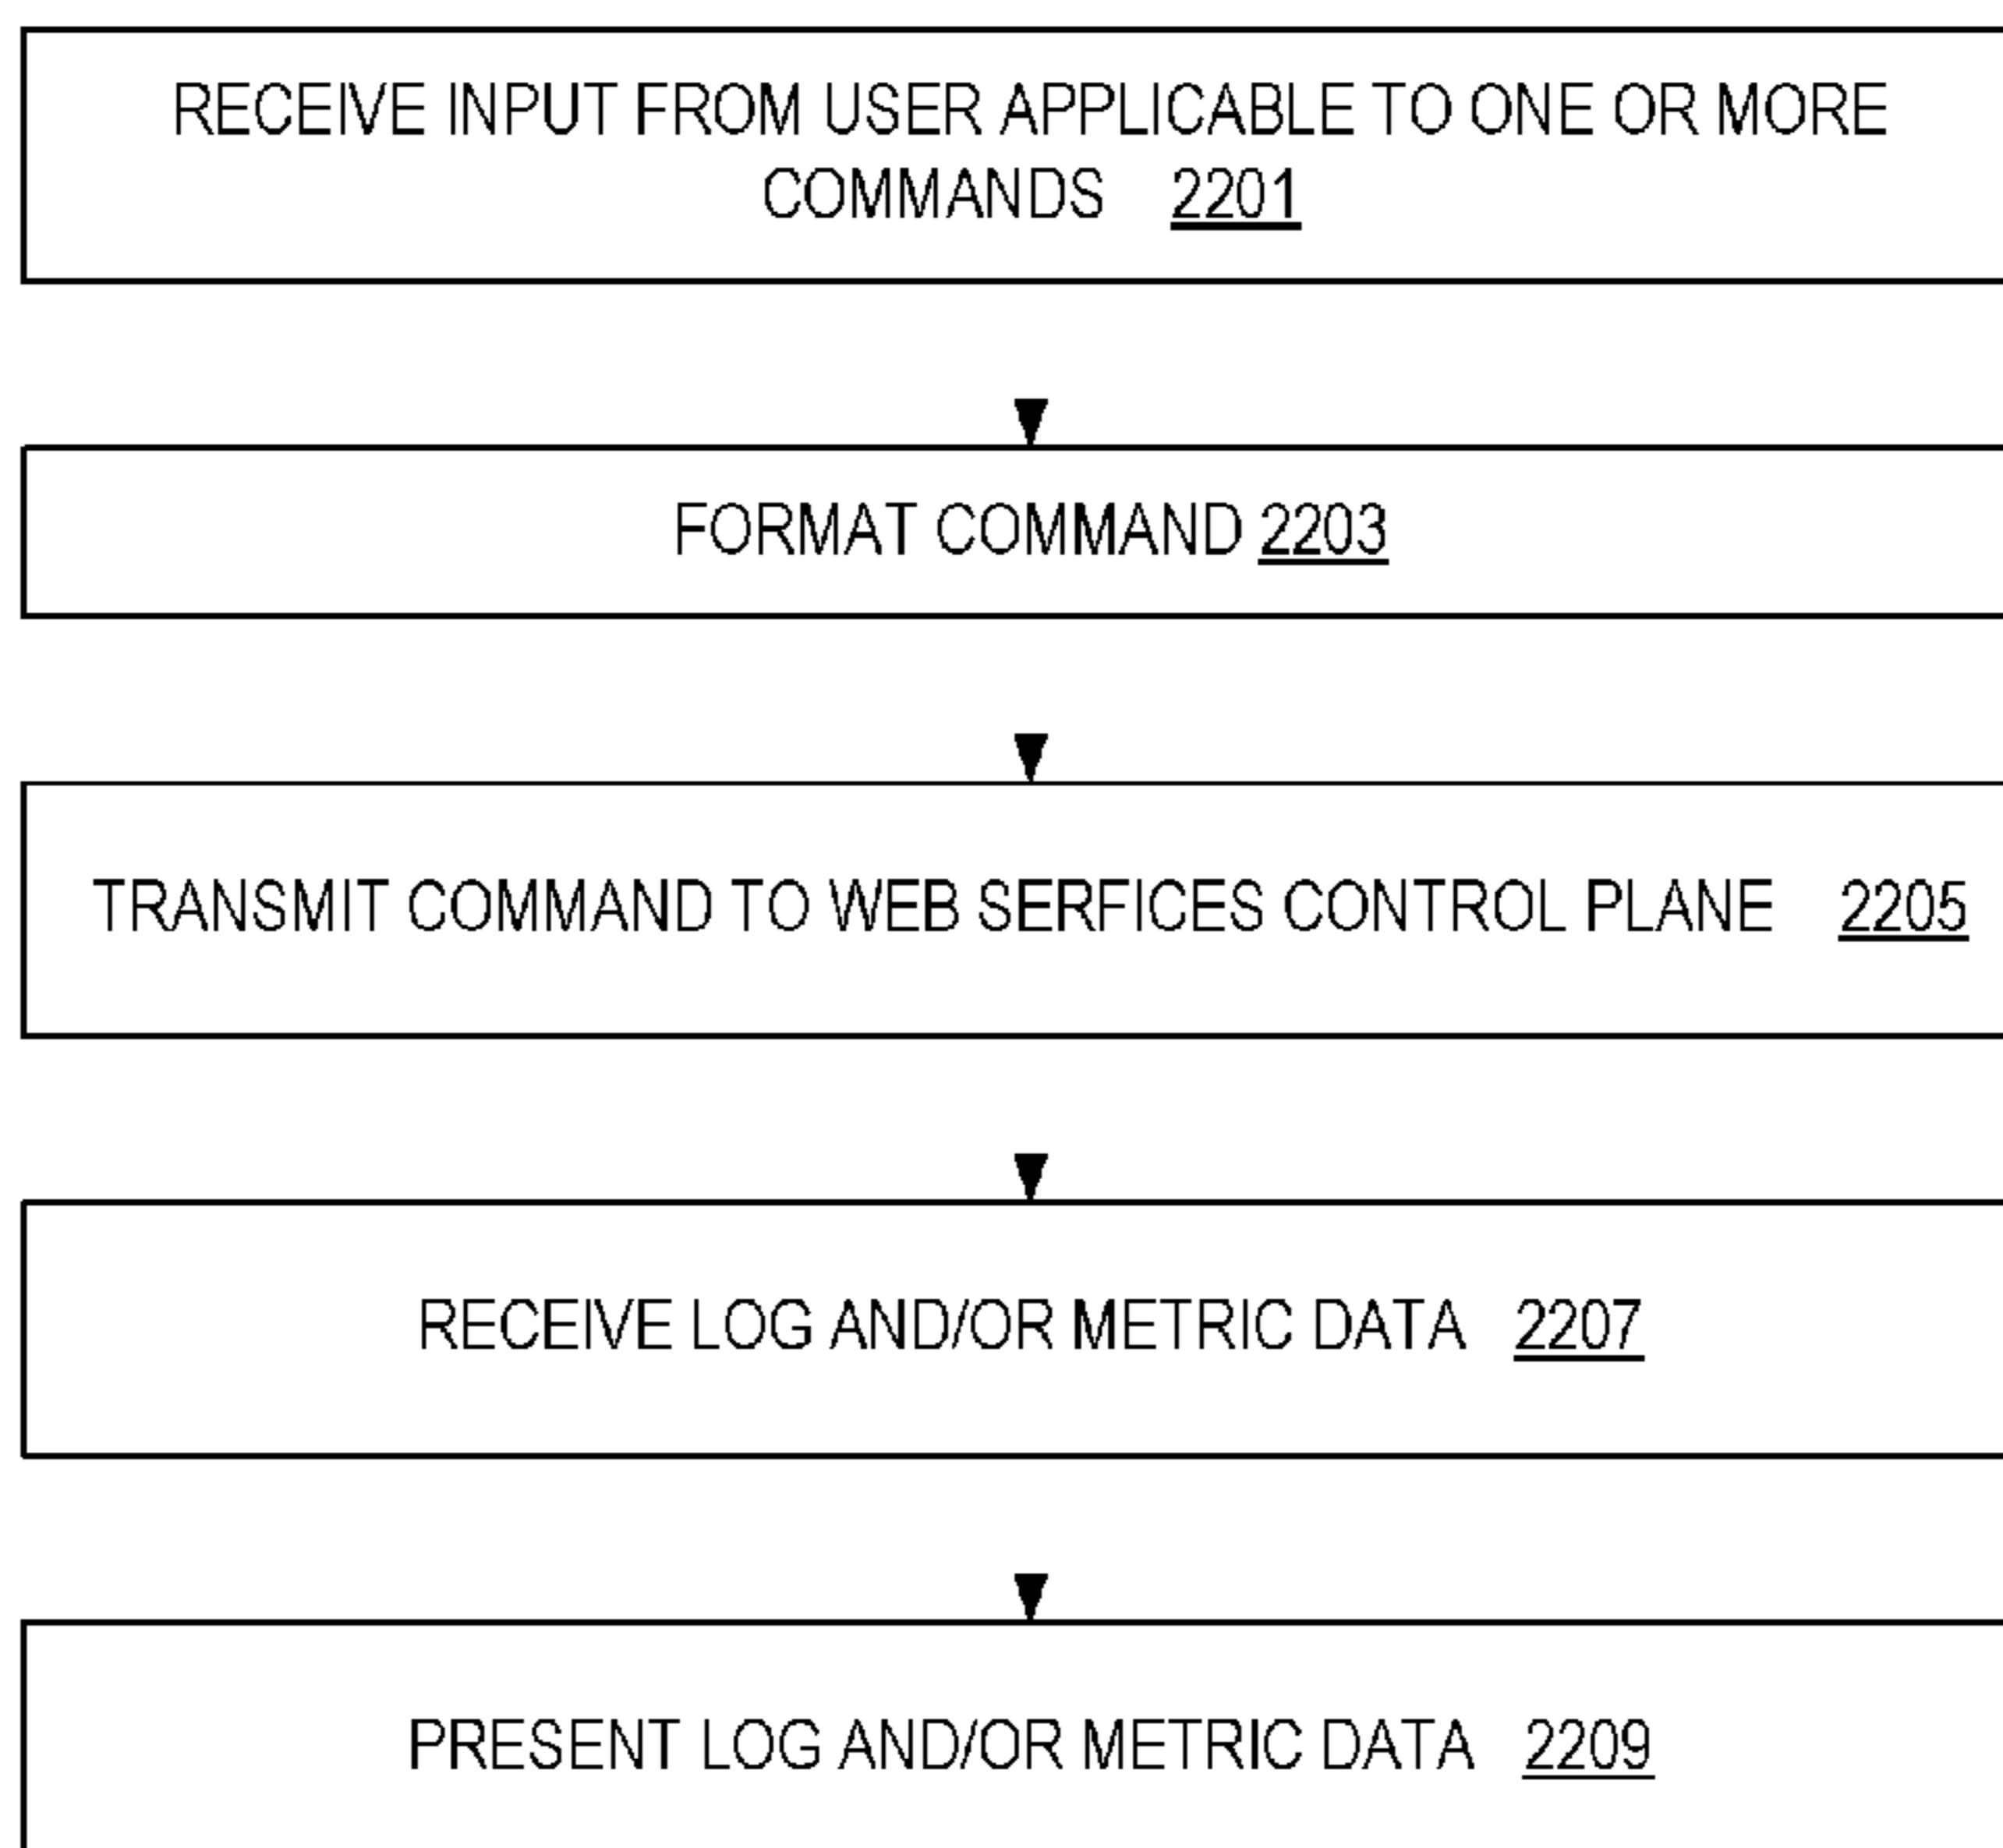 RECEIVE INPUT FROM USER APPLICABLE TO ONE OR MORE
COMMANDS 2201
FORMAT COMMAND 2203
TRANSMIT COMMAND TO WEB SERFICES CONTROL PLANE 2205
RECEIVE LOG AND/OR METRIC DATA 2207
PRESENT LOG AND/OR METRIC DATA 2209